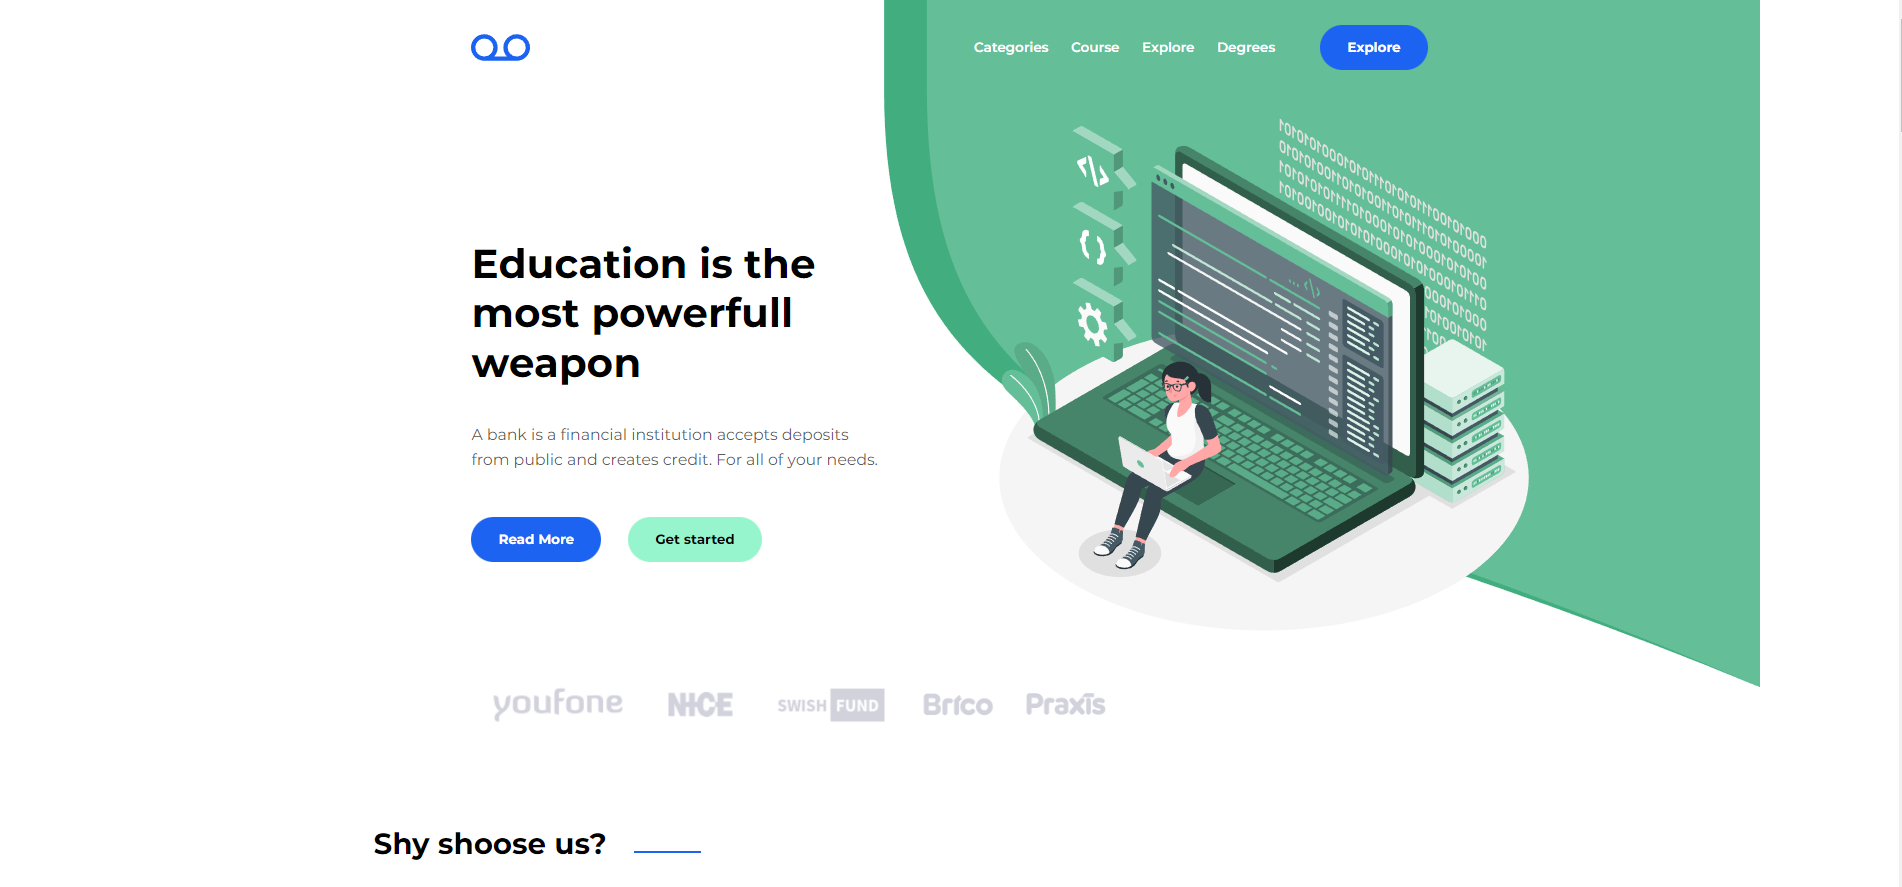 Categories Course Explore Degrees Explore
Education is the
most powerfull
weapon
A bank is a financial institution accepts deposits
from public and creates credit. For all of your needs.
Read More Get started
youfone NICE SWISH FUND Brico Praxis
Shy shoose us?